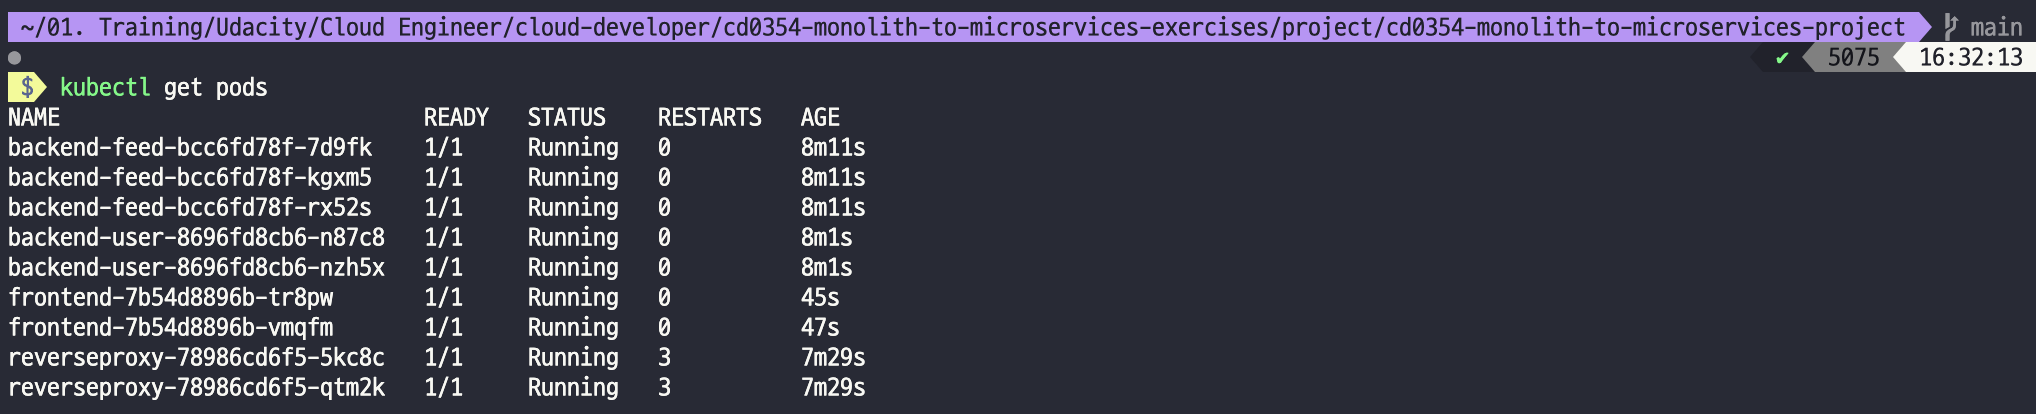 ~/01. Training/Udacity/Cloud Engineer/cloud-developer/cd0354-monolith-to-microservices-exercises/project/cd0354-monolith-to-microservices-project main
✔ 5075 16:32:13
$ kubectl get pods
NAME READY STATUS RESTARTS AGE
backend-feed-bcc6fd78f-7d9fk 1/1 Running 0 8m11s
backend-feed-bcc6fd78f-kgxm5 1/1 Running 0 8m11s
backend-feed-bcc6fd78f-rx52s 1/1 Running 0 8m11s
backend-user-8696fd8cb6-n87c8 1/1 Running 0 8m1s
backend-user-8696fd8cb6-nzh5x 1/1 Running 0 8m1s
frontend-7b54d8896b-tr8pw 1/1 Running 0 45s
frontend-7b54d8896b-vmqfm 1/1 Running 0 47s
reverseproxy-78986cd6f5-5kc8c 1/1 Running 3 7m29s
reverseproxy-78986cd6f5-qtm2k 1/1 Running 3 7m29s